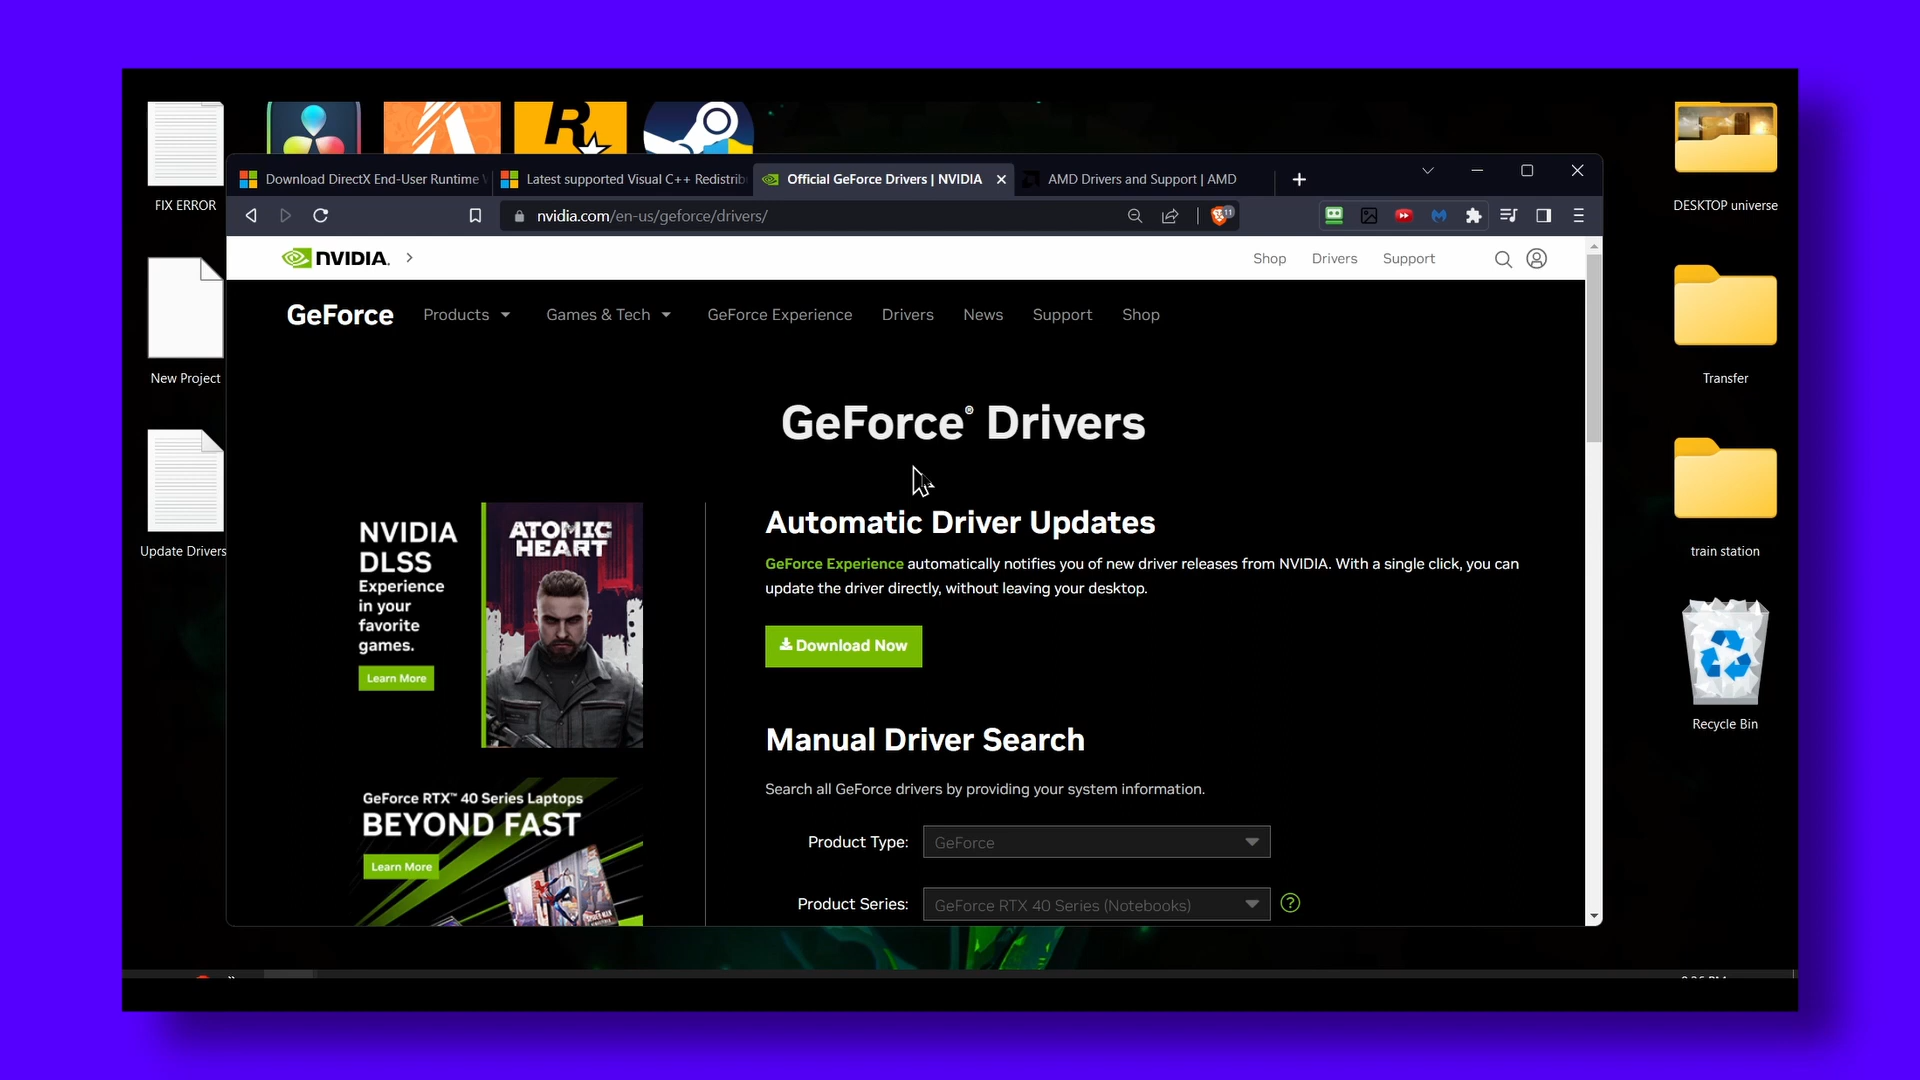 FIX ERROR
DESKTOP universe
Download DirectX End-User Runtime
Latest supported Visual C++ Redistrib
Official GeForce Drivers | NVIDIA
AMD Drivers and Support | AMD
nvidia.com/en-us/geforce/drivers/
11
NVIDIA.
Shop
Drivers
Support
GeForce
Products
Games & Tech
GeForce Experience
Drivers
News
Support
Shop
New Project
Transfer
GeForce® Drivers
NVIDIA
DLSS
Experience
in your
favorite
games.
Learn More
ATOMIC
HEART
Automatic Driver Updates
GeForce Experience automatically notifies you of new driver releases from NVIDIA. With a single click, you can
update the driver directly, without leaving your desktop.
Download Now
Update Drivers
train station
Recycle Bin
Manual Driver Search
Search all GeForce drivers by providing your system information.
GeForce RTX™ 40 Series Laptops
BEYOND FAST
Learn More
Product Type:
GeForce
Product Series:
GeForce RTX 40 Series (Notebooks)
?